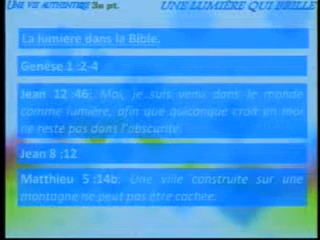 UNE VIE AUTHENTIQUE 3e pt. UNE LUMIÈRE QUI BRILLE
La lumière dans la Bible.
Genèse 1 :2-4
Jean 12 :46: Moi, je suis venu dans le monde
comme lumière, afin que quiconque croit en moi
ne reste pas dans l'obscurité.
Jean 8 :12
Matthieu 5 :14b: Une ville construite sur une
montagne ne peut pas être cachée.